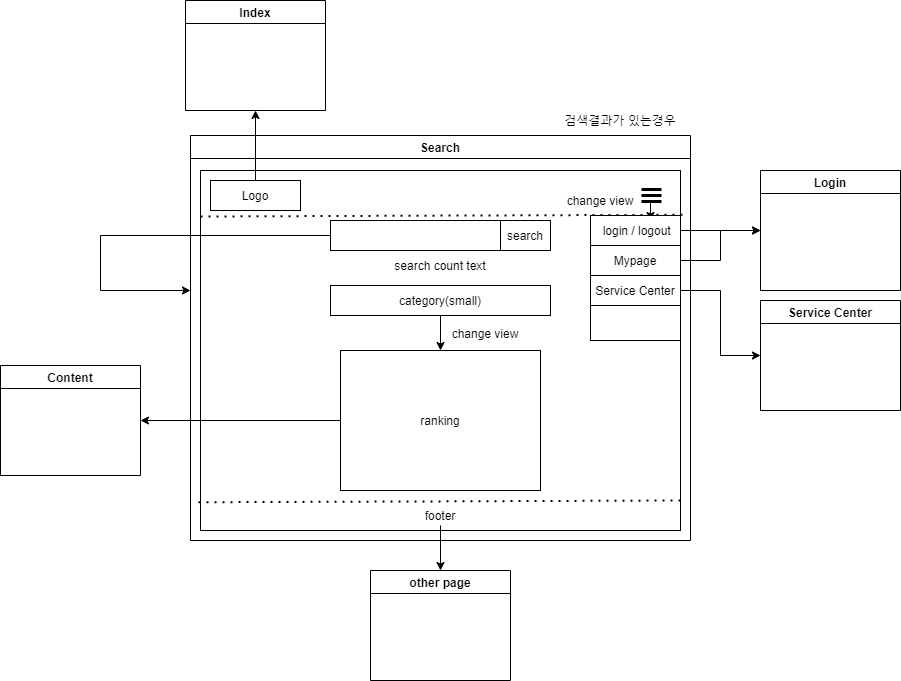 Index
검색결과가 있는경우
Search
Logo
change view
login / logout
Mypage
Service Center
search
search count text
category(small)
change view
ranking
footer
Login
Service Center
Content
other page